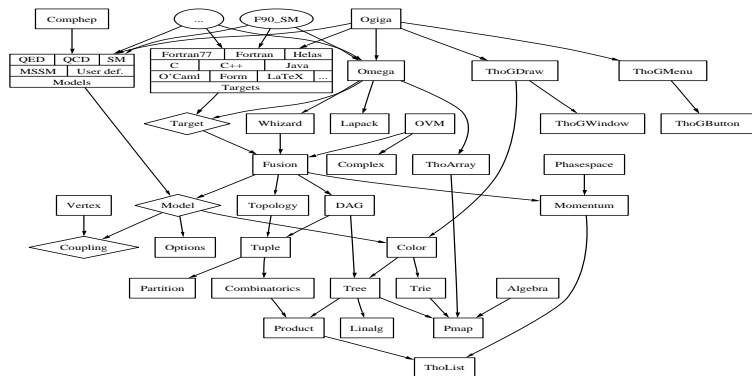 Comphep ... F90_SM Ogiga
QED QCD SM
MSSM User def.
Models
Fortran77 Fortran Helas
C C++ Java
O'Caml Form LaTeX ...
Targets
Omega ThoGDraw ThoGMenu
Target Whizard Lapack OVM ThoGWindow ThoGButton
Fusion Complex ThoArray Phasespace
Vertex Model Topology DAG Momentum
Coupling Options Tuple Color
Partition Combinatorics Tree Trie Algebra
Product Linalg Pmap
ThoList